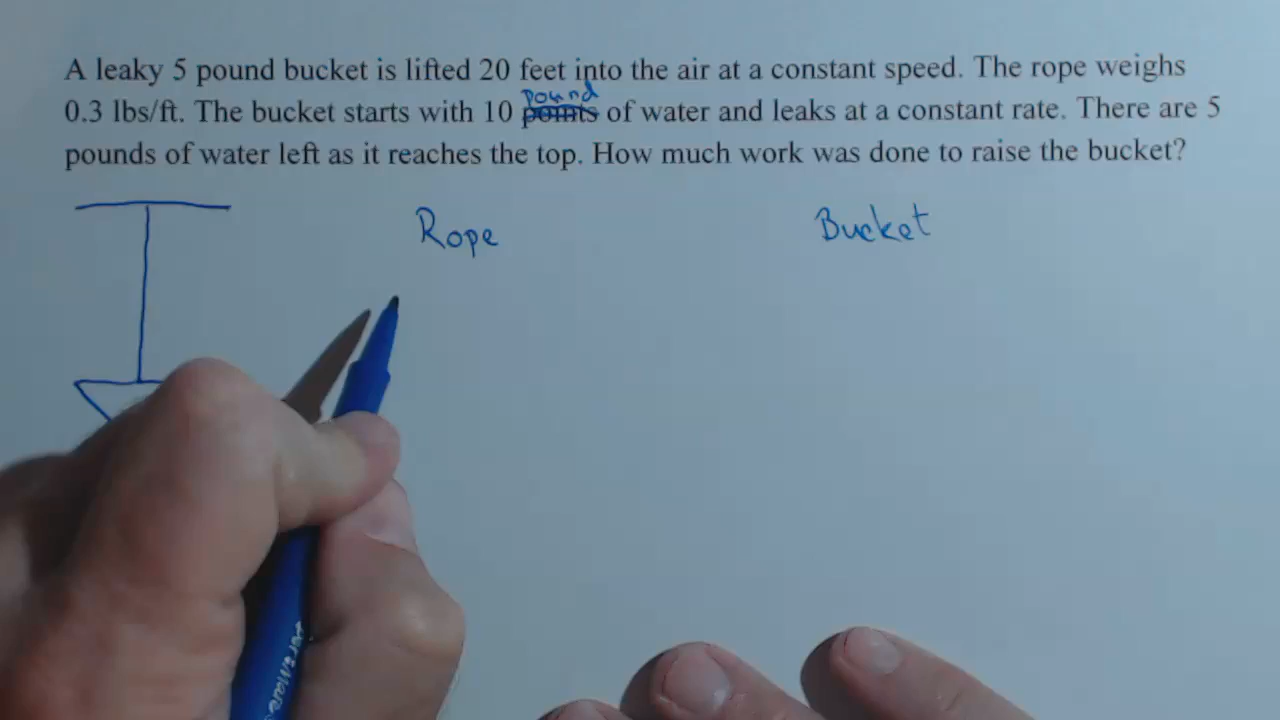 A leaky 5 pound bucket is lifted 20 feet into the air at a constant speed. The rope weighs
pound
0.3 lbs/ft. The bucket starts with 10 points of water and leaks at a constant rate. There are 5
pounds of water left as it reaches the top. How much work was done to raise the bucket?
Rope
Bucket